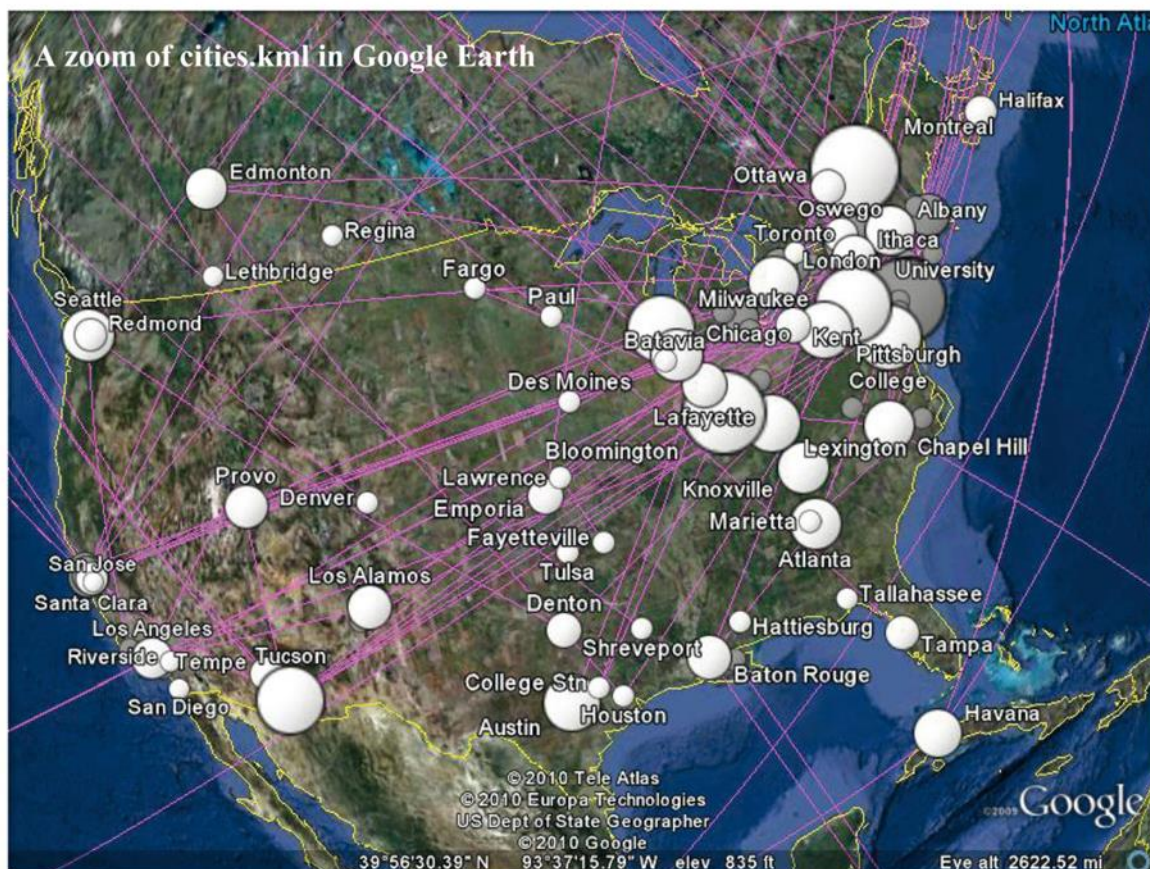 North Atla
A zoom of cities.kml in Google Earth
Halifax
Montreal
Edmonton
Ottawa
Oswego
Albany
Regina
Toronto
Ithaca
Lethbridge
Fargo
London
University
Seattle
Paul
Milwaukee
Redmond
Chicago
Kent
Batavia
Pittsburgh
Des Moines
College
Lafayette
Bloomington
Lexington
Chapel Hill
Provo
Lawrence
Denver
Knoxville
Emporia
Marietta
Fayetteville
San Jose
Los Alamos
Tulsa
Atlanta
Santa Clara
Denton
Tallahassee
Los Angeles
Hattiesburg
Shreveport
Tampa
Riverside
Tempe
Tucson
Baton Rouge
College Stn
San Diego
Houston
Havana
Austin
© 2010 Tele Atlas
© 2010 Europa Technologies
US Dept of State Geographer
© 2010 Google
©2009 Google
39°56'30.39" N 93°37'15.79" W elev 835 ft Eye alt 2622.52 mi